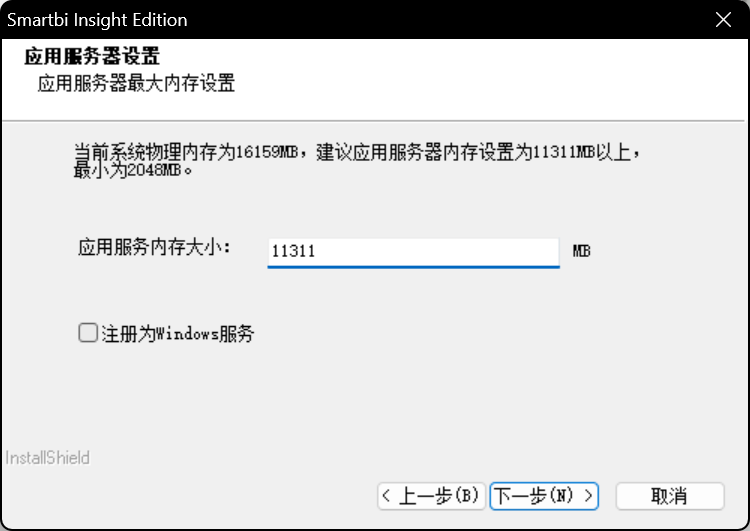 Smartbi Insight Edition
应用服务器设置
应用服务器最大内存设置
当前系统物理内存为16159MB，建议应用服务器内存设置为11311MB以上，
最小为2048MB。
应用服务内存大小： 11311 MB
注册为Windows服务
InstallShield
< 上一步(B) 下一步(N) > 取消